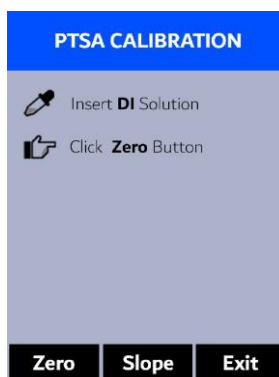 PTSA CALIBRATION
Insert DI Solution
Click Zero Button
Zero Slope Exit